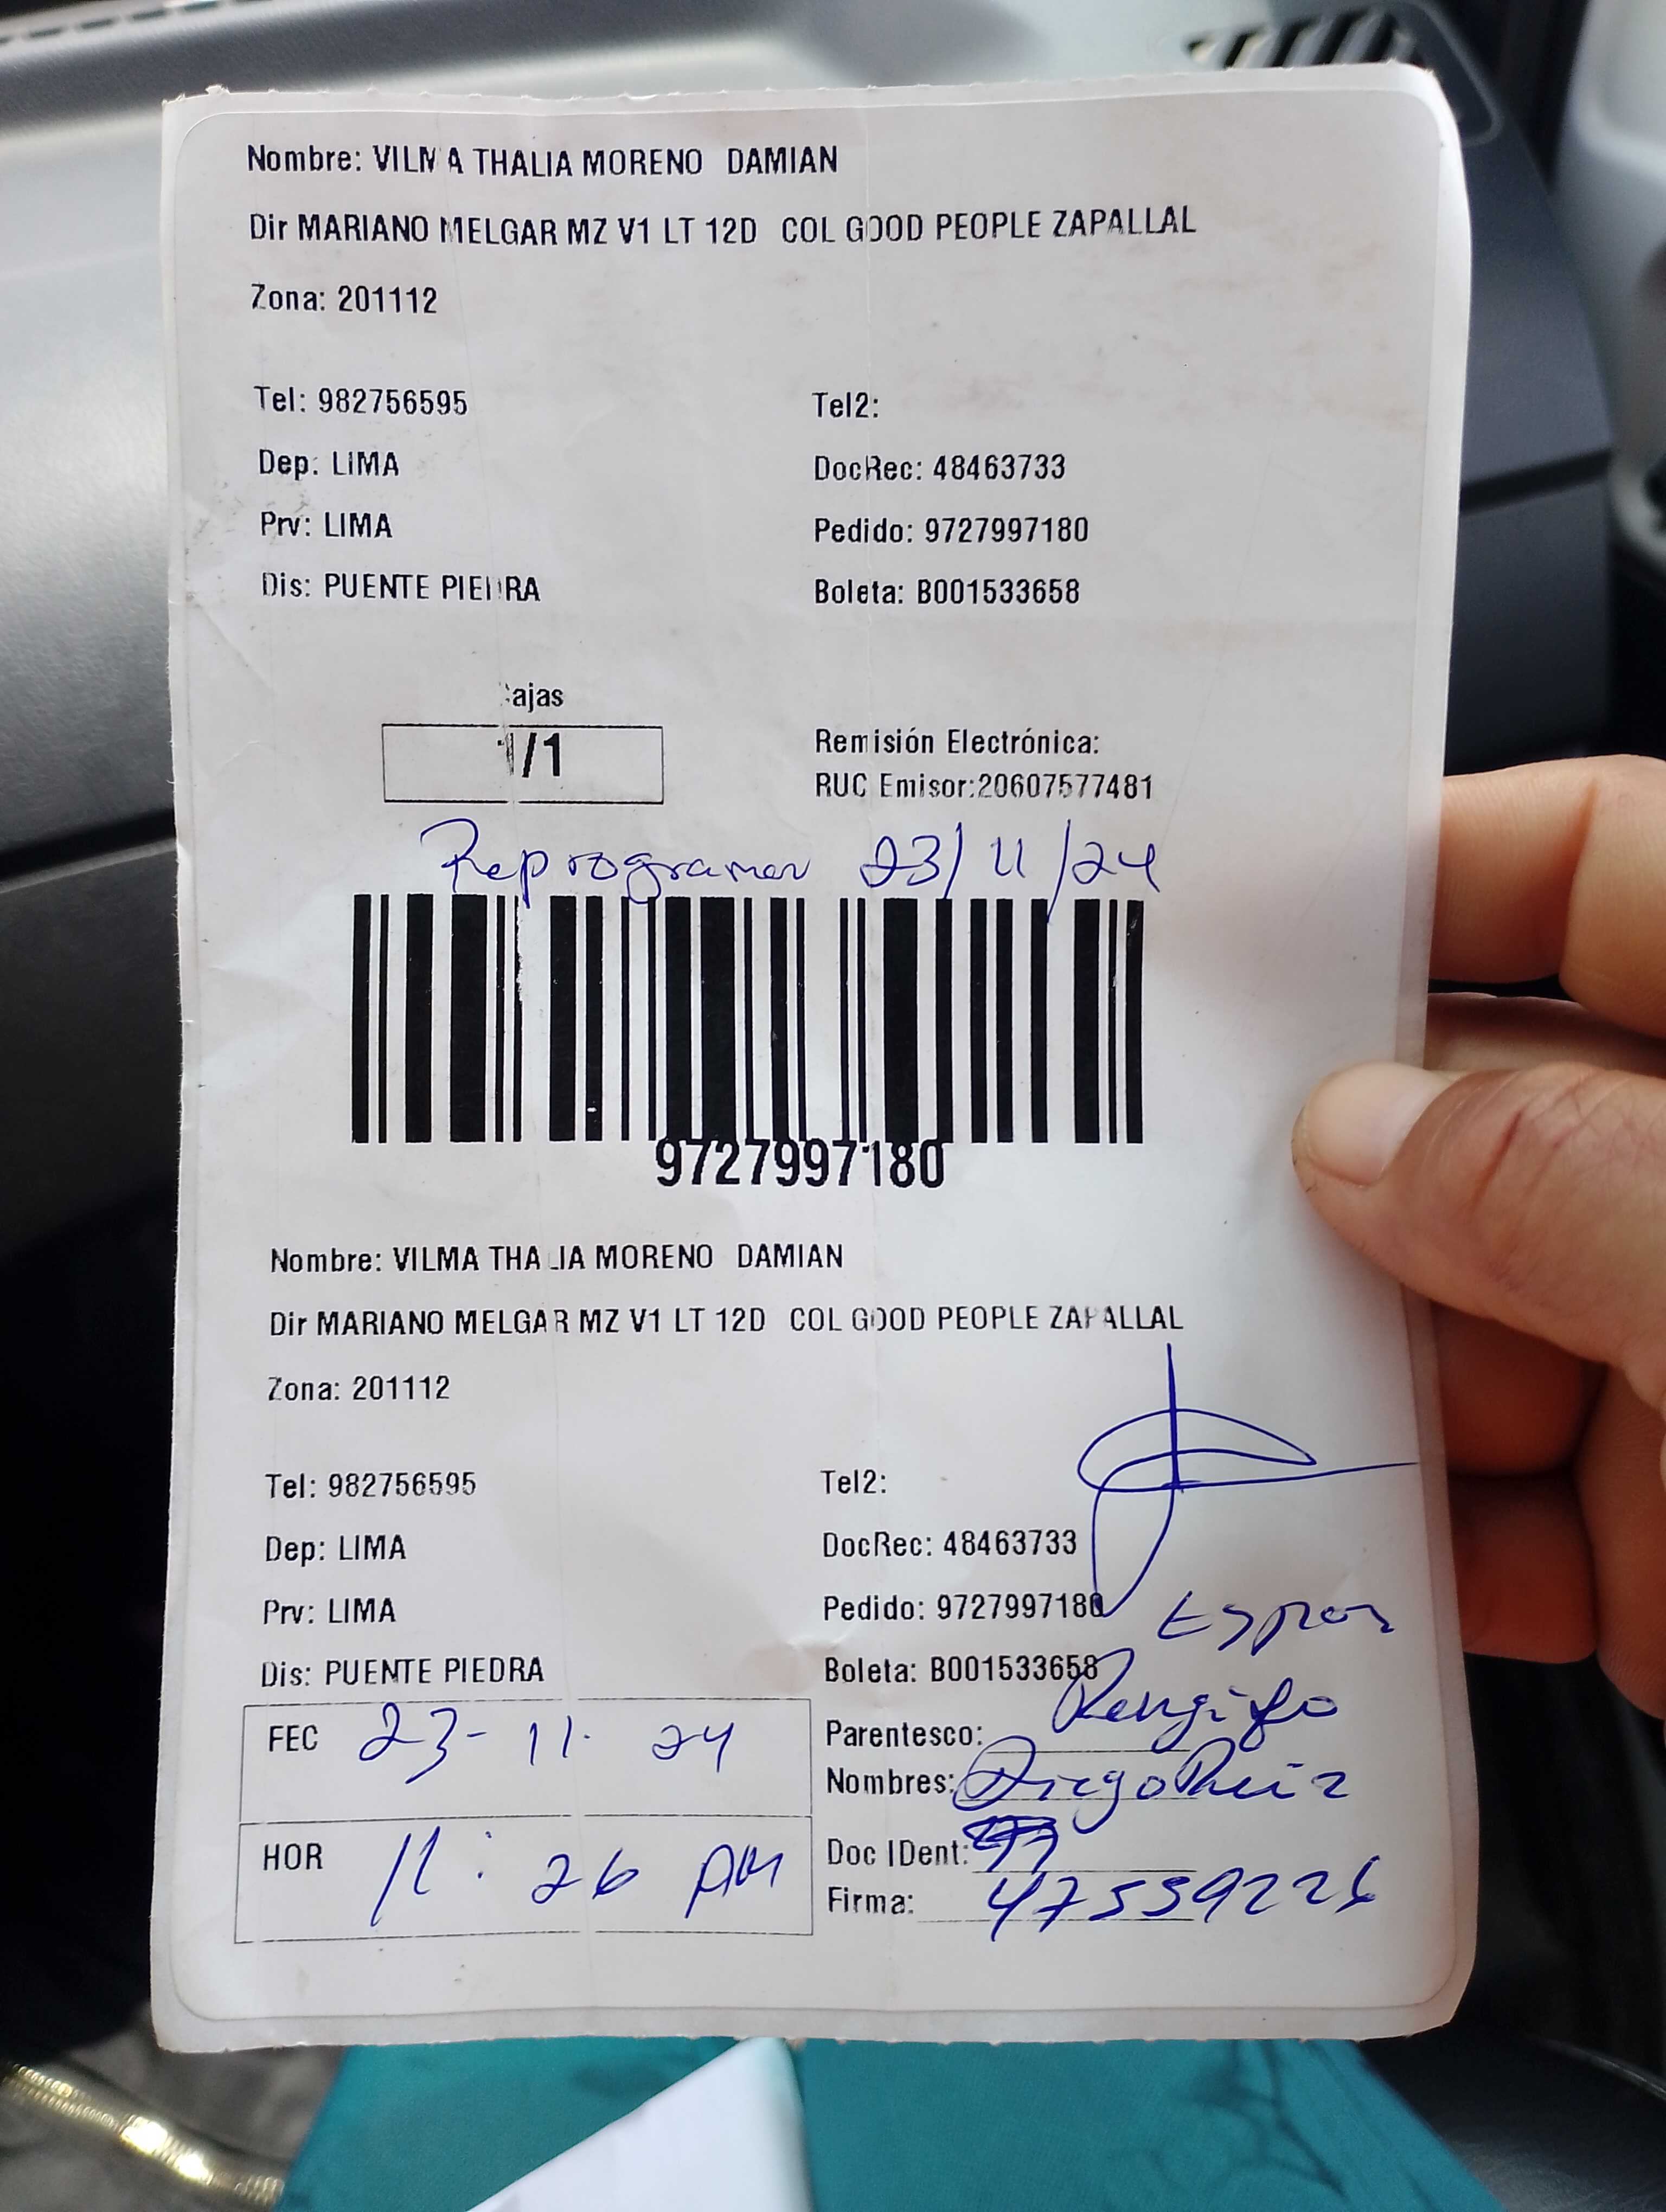 Nombre: VILMA THALIA MORENO DAMIAN
Dir MARIANO MELGAR MZ V1 LT 12D COL GOOD PEOPLE ZAPALLAL
Zona: 201112
Tel: 982756595 Tel2:
Dep: LIMA DocRec: 48463733
Prv: LIMA Pedido: 9727997180
Dis: PUENTE PIEDRA Boleta: B001533658
Cajas
1/1
Remisión Electrónica:
RUC Emisor:20607577481
Reprogramar 23/11/24
9727997180
Nombre: VILMA THALIA MORENO DAMIAN
Dir MARIANO MELGAR MZ V1 LT 12D COL GOOD PEOPLE ZAPALLAL
Zona: 201112
Tel: 982756595 Tel2:
Dep: LIMA DocRec: 48463733
Prv: LIMA Pedido: 9727997180
Dis: PUENTE PIEDRA Boleta: B001533658
FEC 23-11-24
HOR 11:26 AM
Parentesco: Rengifo
Nombres: Diego Ruiz
Doc IDent:
Firma: 47559226